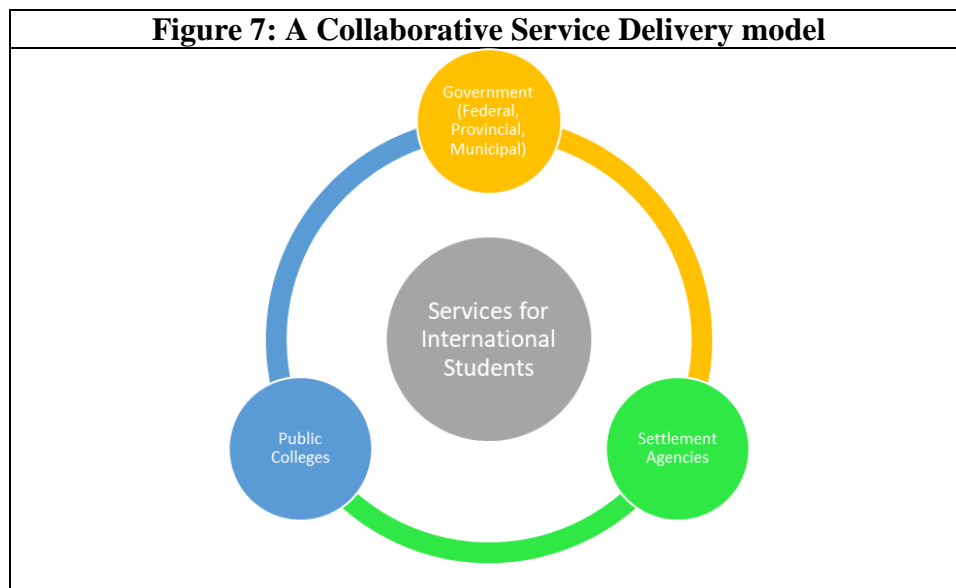 Figure 7: A Collaborative Service Delivery model
Government
(Federal,
Provincial,
Municipal)
Services for
International
Students
Public
Colleges
Settlement
Agencies